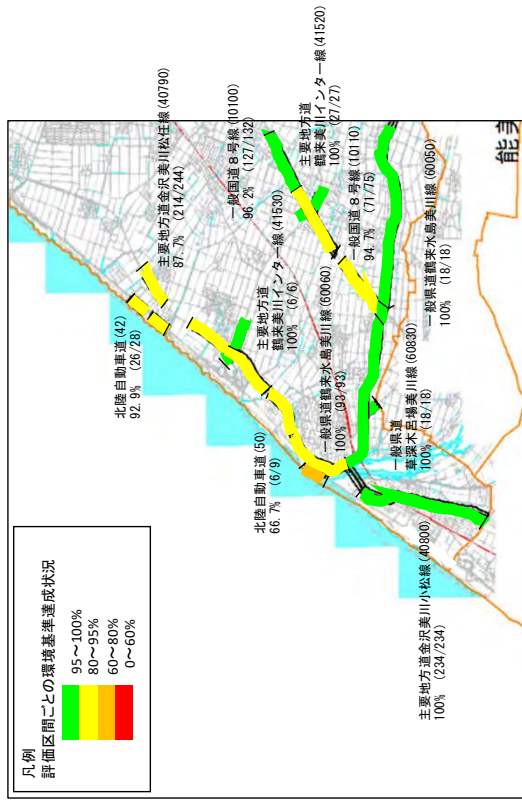 凡例
評価区間ごとの環境基準達成状況
95～100%
80～95%
60～80%
0～60%
北陸自動車道(42)
92.9% (26/28)
主要地方道金沢美川松任線(40790)
87.7% (214/244)
一般国道8号線(10100)
96.2% (127/132)
主要地方道
鶴来美川インター線(41520)
100% (27/27)
主要地方道
鶴来美川インター線(41530)
100% (6/6)
北陸自動車道(50)
66.7% (6/9)
一般県道鶴来水島美川線(60060)
100% (93/93)
一般国道8号線(10110)
94.7% (71/75)
一般県道
草深木呂場美川線(60830)
100% (18/18)
一般県道鶴来水島美川線(60050)
100% (18/18)
主要地方道金沢美川小松線(40800)
100% (234/234)
能美